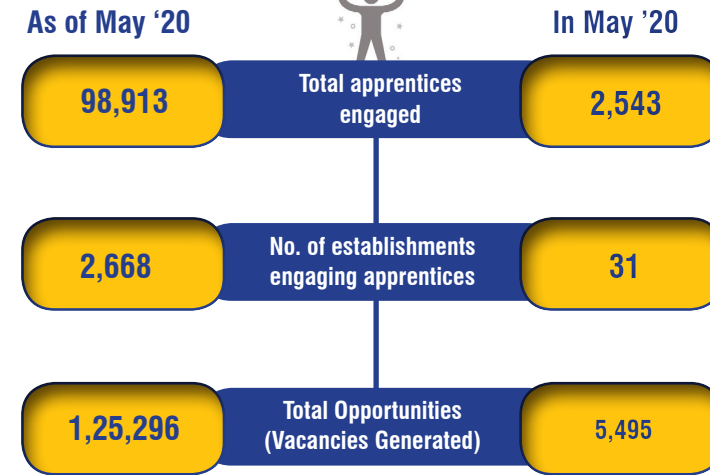 As of May ‘20
In May ’20
98,913
Total apprentices
engaged
2,543
2,668
No. of establishments
engaging apprentices
31
1,25,296
Total Opportunities
(Vacancies Generated)
5,495